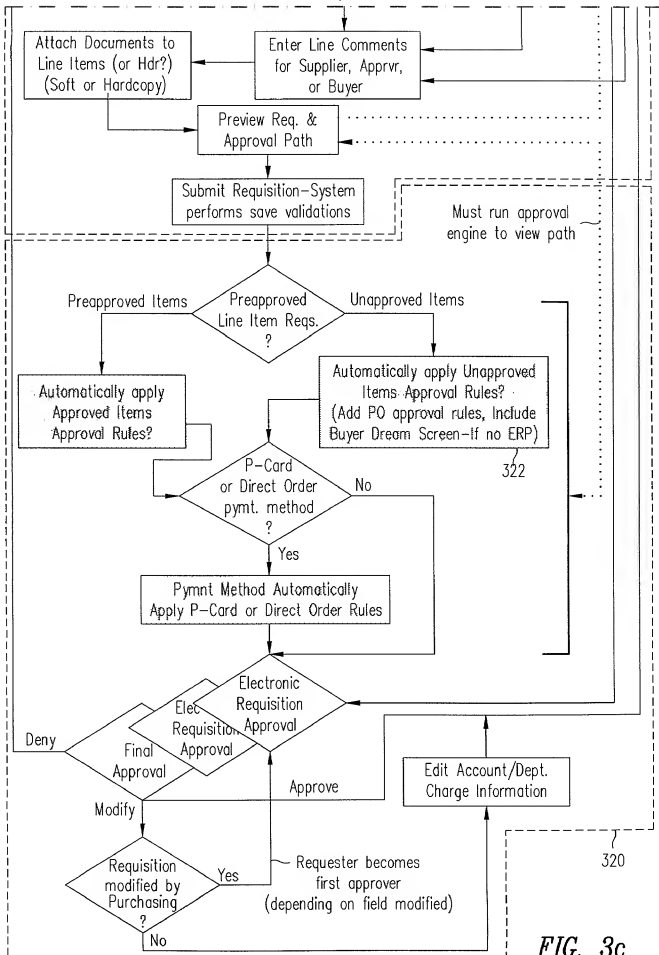 Attach Documents to
Line Items (or Hdr?)
(Soft or Hardcopy)
Enter Line Comments
for Supplier, Apprvr,
or Buyer
Preview Req. &
Approval Path
Submit Requisition–System
performs save validations
Must run approval
engine to view path
Preapproved Items
Preapproved
Line Item Reqs.
?
Unapproved Items
Automatically apply
Approved Items
Approval Rules?
Automatically apply Unapproved
Items Approval Rules?
(Add PO approval rules, Include
Buyer Dream Screen–If no ERP)
322
P–Card
or Direct Order
pymt. method
?
No
Yes
Pymnt Method Automatically
Apply P–Card or Direct Order Rules
Electronic
Requisition
Approval
Elec
Requisition
Approval
Final
Approval
Deny
Approve
Modify
Edit Account/Dept.
Charge Information
Requisition
modified by
Purchasing
?
Yes
Requester becomes
first approver
(depending on field modified)
No
320
FIG. 3c